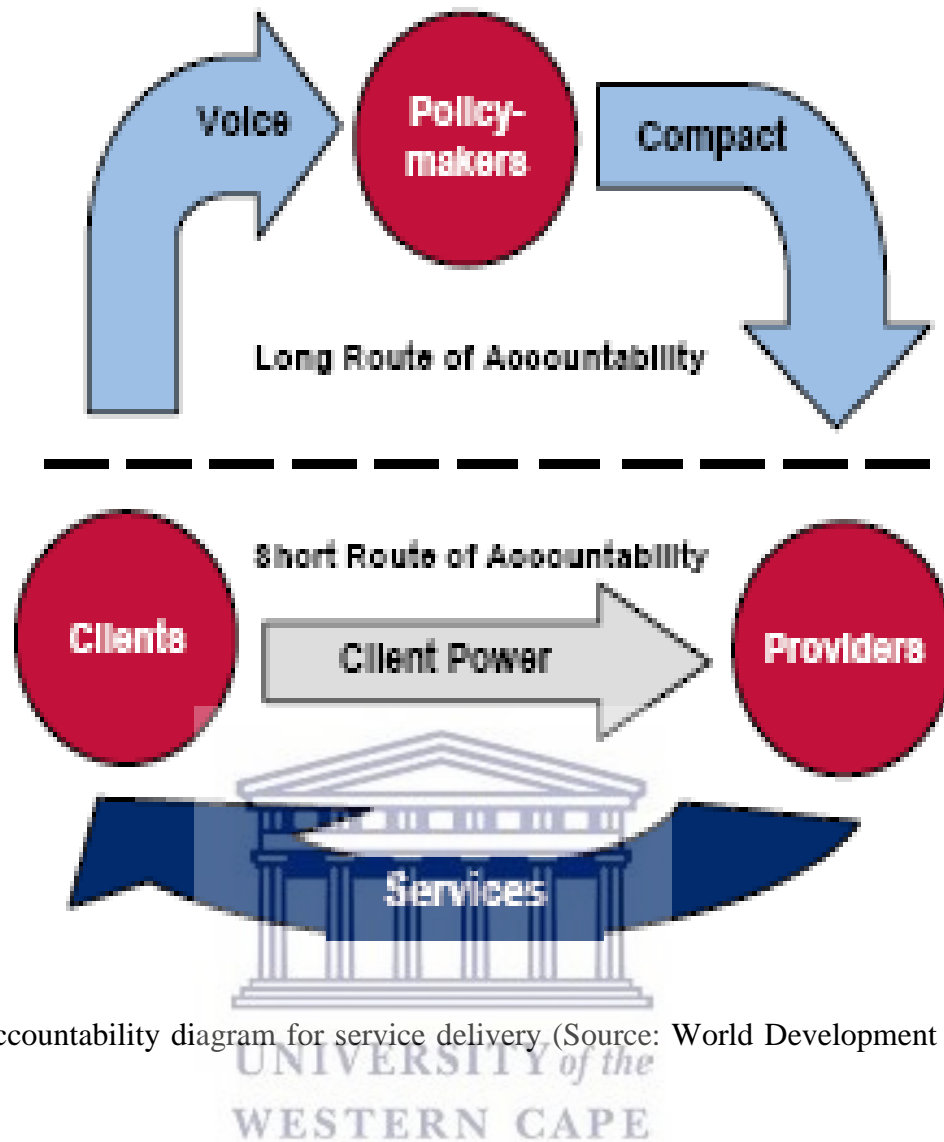 Voice
Policy-
makers
Compact
Long Route of Accountability
Short Route of Accountability
Clients
Client Power
Providers
Services
ccountability diagram for service delivery (Source: World Development
UNIVERSITY of the
WESTERN CAPE